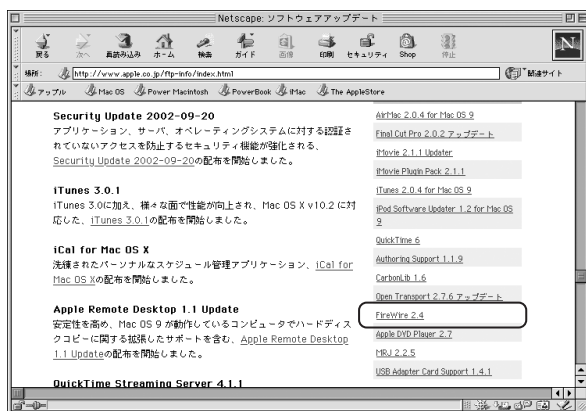 Netscape: ソフトウェアアップデート
戻る
次へ
再読み込み
ホーム
検索
ガイド
画像
印刷
セキュリティ
Shop
停止
N
場所:
http://www.apple.co.jp/ftp-info/index.html
関連サイト
アップル
Mac OS
Power Macintosh
PowerBook
iMac
The AppleStore
Security Update 2002-09-20
アプリケーション、サーバ、オペレーティングシステムに対する認証さ
れていないアクセスを防止するセキュリティ機能が強化される、
Security Update 2002-09-20の配布を開始しました。
iTunes 3.0.1
iTunes 3.0に加え、様々な面で性能が向上され、Mac OS X v10.2 に対
応した、iTunes 3.0.1の配布を開始しました。
iCal for Mac OS X
洗練されたパーソナルなスケジュール管理アプリケーション、iCal for
Mac OS Xの配布を開始しました。
Apple Remote Desktop 1.1 Update
安定性を高め、Mac OS 9 が動作しているコンピュータでハードディス
クコピーに関する拡張したサポートを含む、Apple Remote Desktop
1.1 Updateの配布を開始しました。
QuickTime Streaming Server 4.1.1
AirMac 2.0.4 for Mac OS 9
Final Cut Pro 2.0.2 アップデート
iMovie 2.1.1 Updater
iMovie Plugin Pack 2.1.1
iTunes 2.0.4 for Mac OS 9
iPod Software Updater 1.2 for Mac OS
9
QuickTime 6
Authoring Support 1.1.9
CarbonLib 1.6
Open Transport 2.7.6 アップデート
FireWire 2.4
Apple DVD Player 2.7
MRJ 2.2.5
USB Adapter Card Support 1.4.1